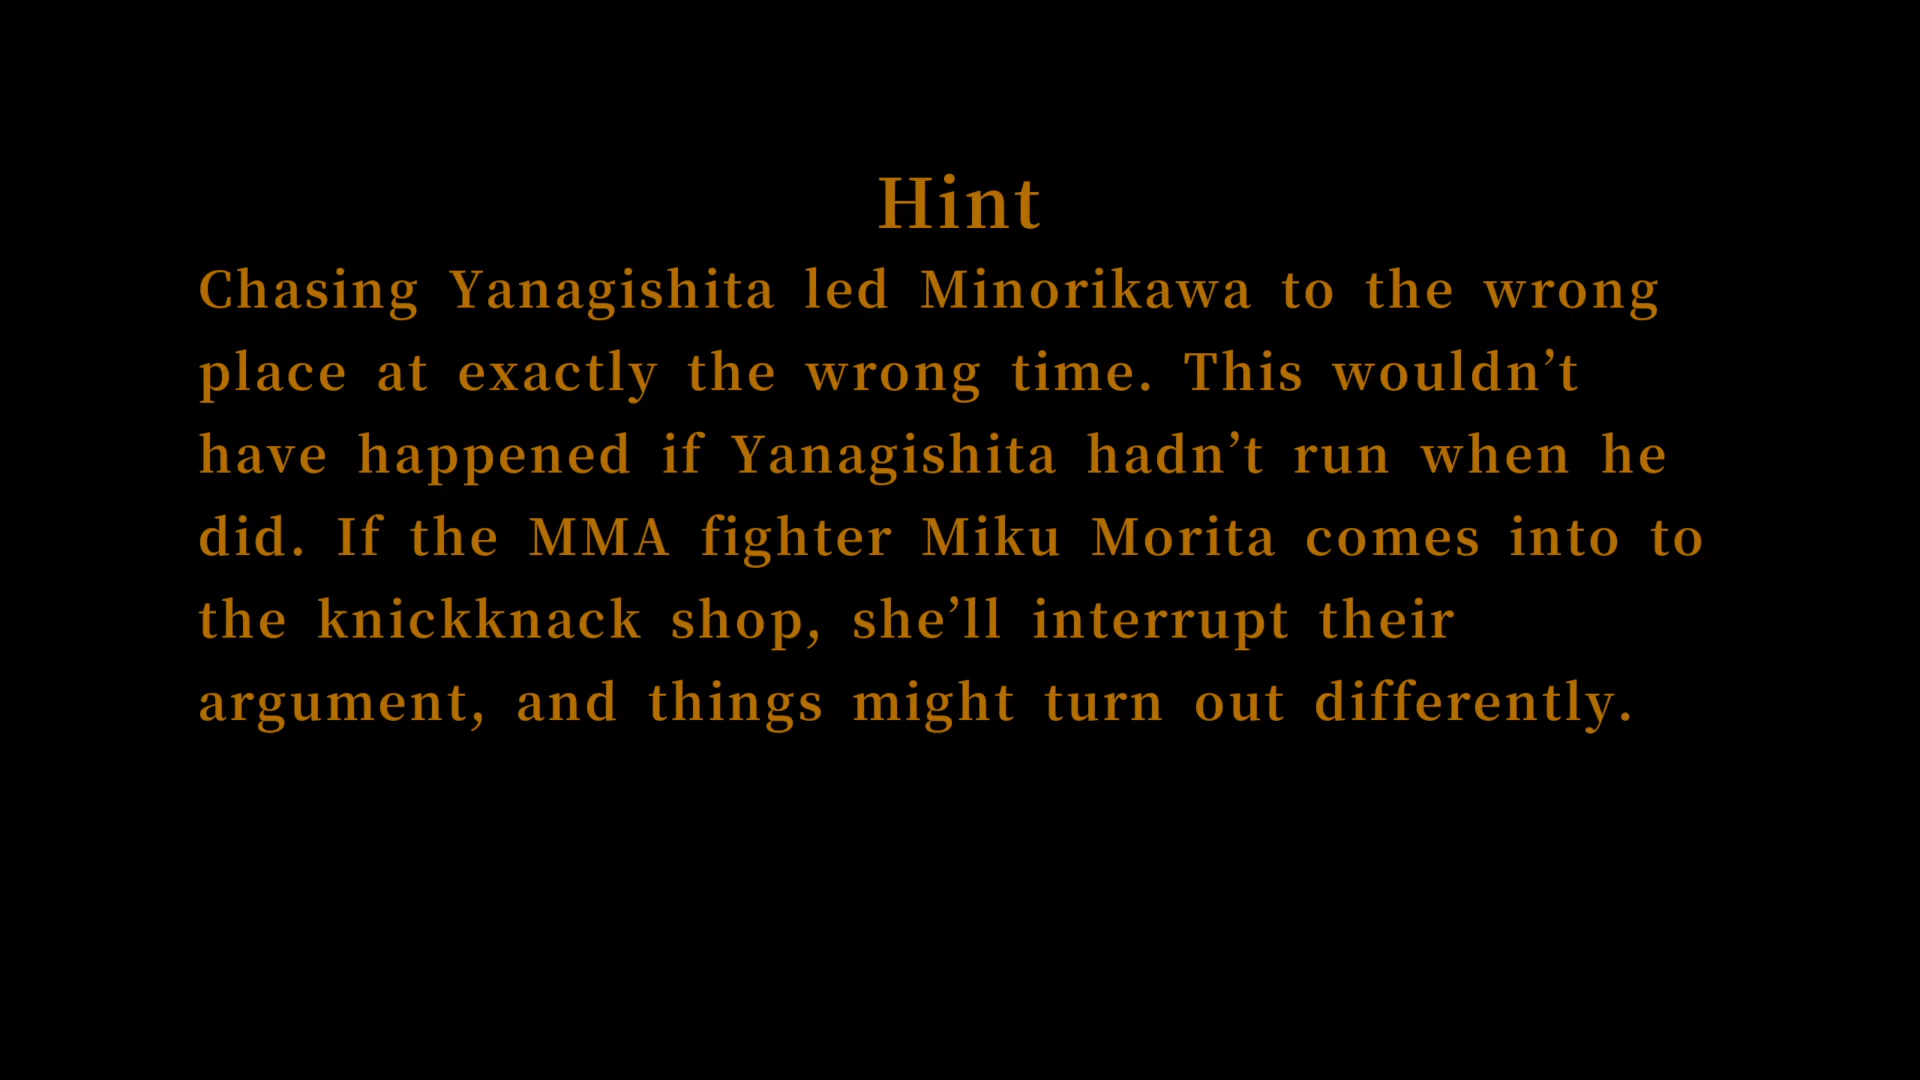 Hint
Chasing Yanagishita led Minorikawa to the wrong
place at exactly the wrong time. This wouldn’t
have happened if Yanagishita hadn’t run when he
did. If the MMA fighter Miku Morita comes into to
the knickknack shop, she’ll interrupt their
argument, and things might turn out differently.